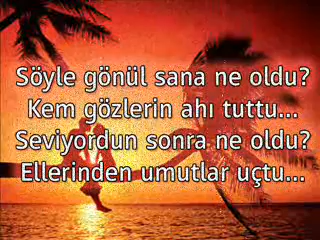 Söyle gönül sana ne oldu?
Kem gözlerin ahı tuttu...
Seviyordun sonra ne oldu?
Ellerinden umutlar uçtu...